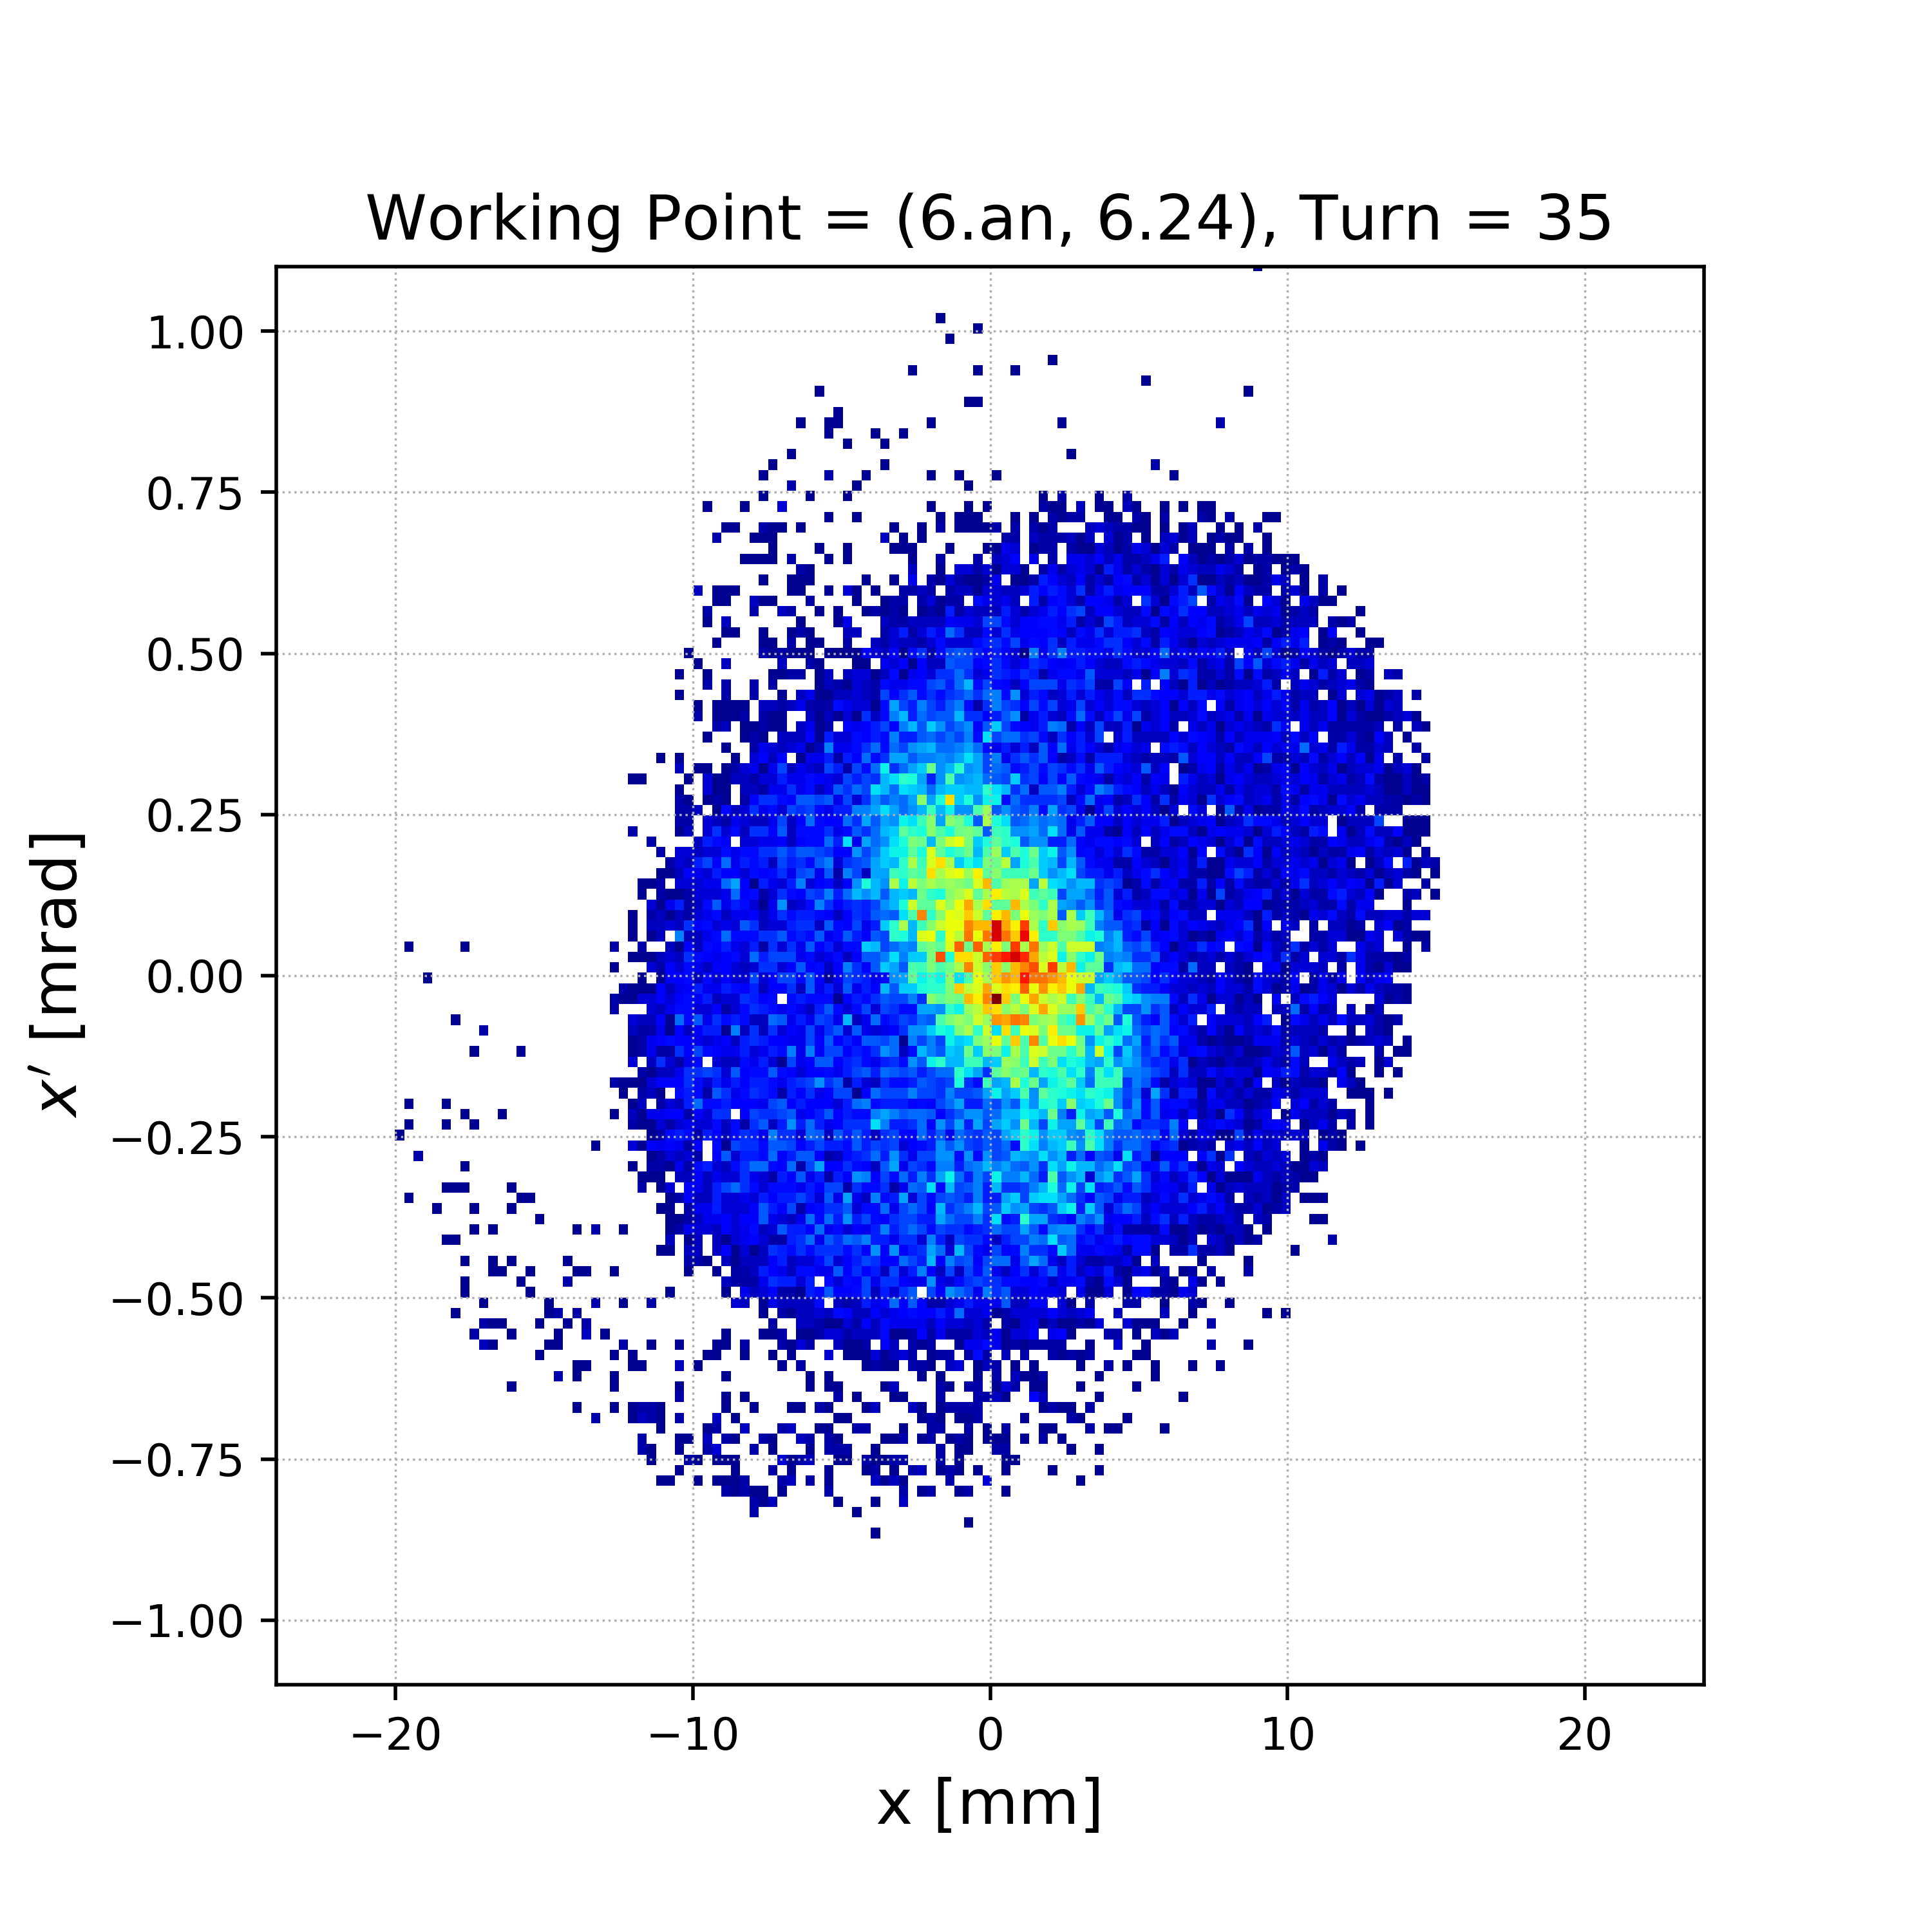 Working Point = (6.an, 6.24), Turn = 35
1.00
0.75
0.50
0.25
0.00
−0.25
−0.50
−0.75
−1.00
x′ [mrad]
−20 −10 0 10 20
x [mm]